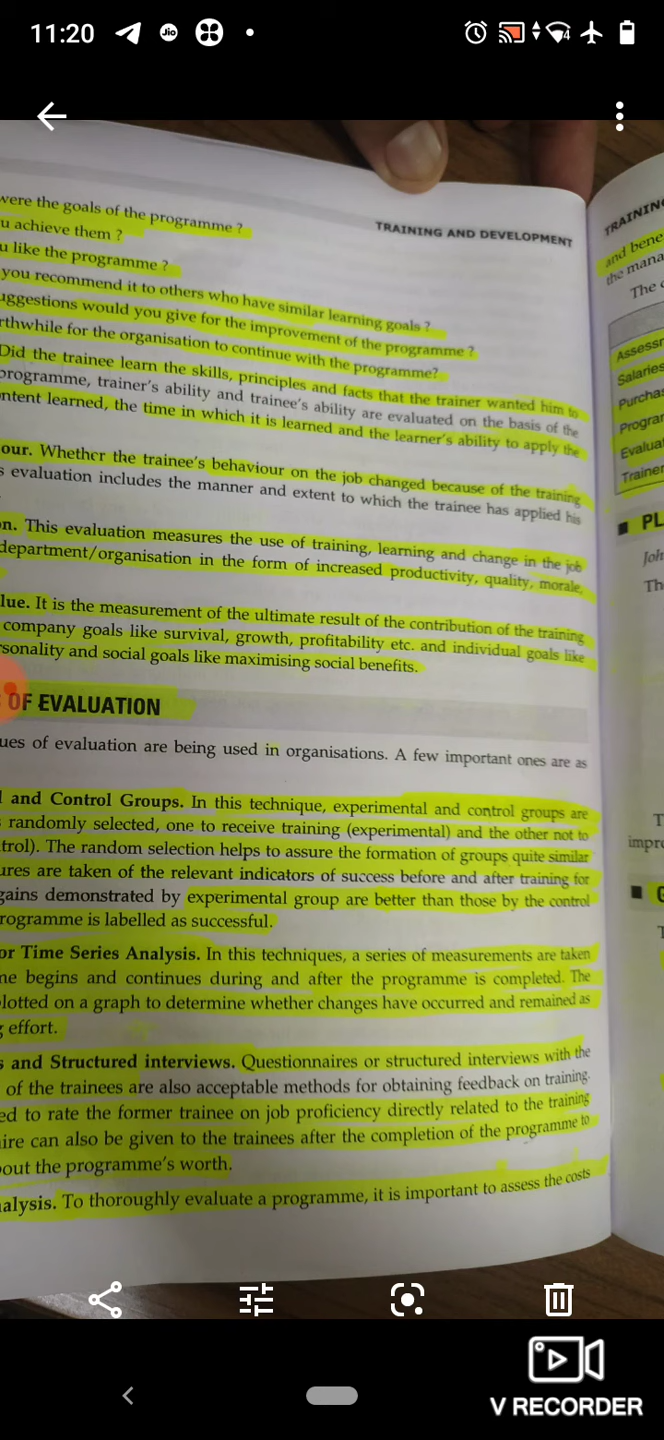 11:20
Jio
4
TRAINING AND DEVELOPMENT
were the goals of the programme ?
u achieve them ?
u like the programme ?
you recommend it to others who have similar learning goals ?
uggestions would you give for the improvement of the programme ?
rthwhile for the organisation to continue with the programme?
Did the trainee learn the skills, principles and facts that the trainer wanted him to
programme, trainer's ability and trainee's ability are evaluated on the basis of the
ntent learned, the time in which it is learned and the learner's ability to apply the
our. Whether the trainee's behaviour on the job changed because of the training
s evaluation includes the manner and extent to which the trainee has applied his
on. This evaluation measures the use of training, learning and change in the job
department/organisation in the form of increased productivity, quality, morale,
lue. It is the measurement of the ultimate result of the contribution of the training
company goals like survival, growth, profitability etc. and individual goals like
rsonality and social goals like maximising social benefits.
OF EVALUATION
ues of evaluation are being used in organisations. A few important ones are as
l and Control Groups. In this technique, experimental and control groups are
randomly selected, one to receive training (experimental) and the other not to
trol). The random selection helps to assure the formation of groups quite similar
ures are taken of the relevant indicators of success before and after training for
gains demonstrated by experimental group are better than those by the control
rogramme is labelled as successful.
or Time Series Analysis. In this techniques, a series of measurements are taken
me begins and continues during and after the programme is completed. The
lotted on a graph to determine whether changes have occurred and remained as
g effort.
s and Structured interviews. Questionnaires or structured interviews with the
of the trainees are also acceptable methods for obtaining feedback on training.
ed to rate the former trainee on job proficiency directly related to the training
ire can also be given to the trainees after the completion of the programme to
out the programme's worth.
alysis. To thoroughly evaluate a programme, it is important to assess the costs
TRAINING
and bene
the mana
The
Assessm
Salaries
Purcha
Progra
Evaluat
Trainer
■ PL
Joh
Th
T
impro
■ G
T
V RECORDER